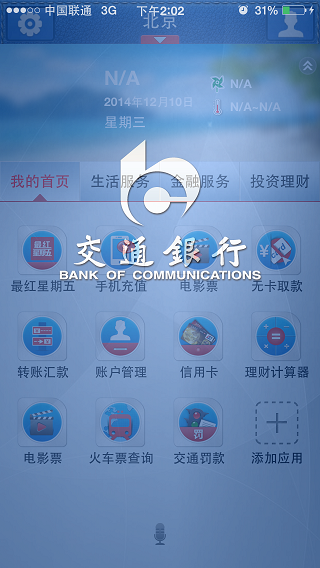 中国联通 3G 下午2:02 31%
北京
N/A
2014年12月10日
星期三
N/A
N/A~N/A
我的首页 生活服务 金融服务 投资理财
交通銀行
BANK OF COMMUNICATIONS
最红星期五
最红星期五 手机充值 电影票 无卡取款
转账汇款 账户管理 信用卡 理财计算器
罚
电影票 火车票查询 交通罚款 添加应用